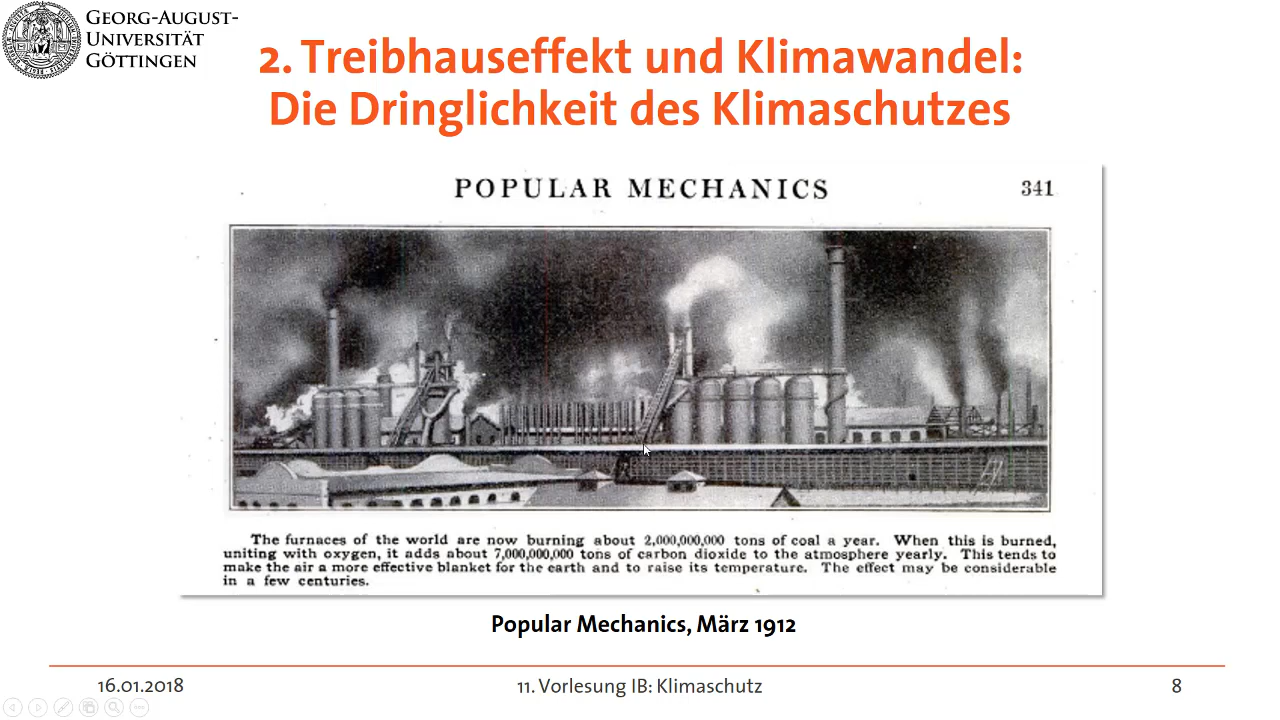 GEORG-AUGUST-
UNIVERSITÄT
GÖTTINGEN
2. Treibhauseffekt und Klimawandel:
Die Dringlichkeit des Klimaschutzes
POPULAR MECHANICS 341
The furnaces of the world are now burning about 2,000,000,000 tons of coal a year. When this is burned,
uniting with oxygen, it adds about 7,000,000,000 tons of carbon dioxide to the atmosphere yearly. This tends to
make the air a more effective blanket for the earth and to raise its temperature. The effect may be considerable
in a few centuries.
Popular Mechanics, März 1912
16.01.2018 11. Vorlesung IB: Klimaschutz 8